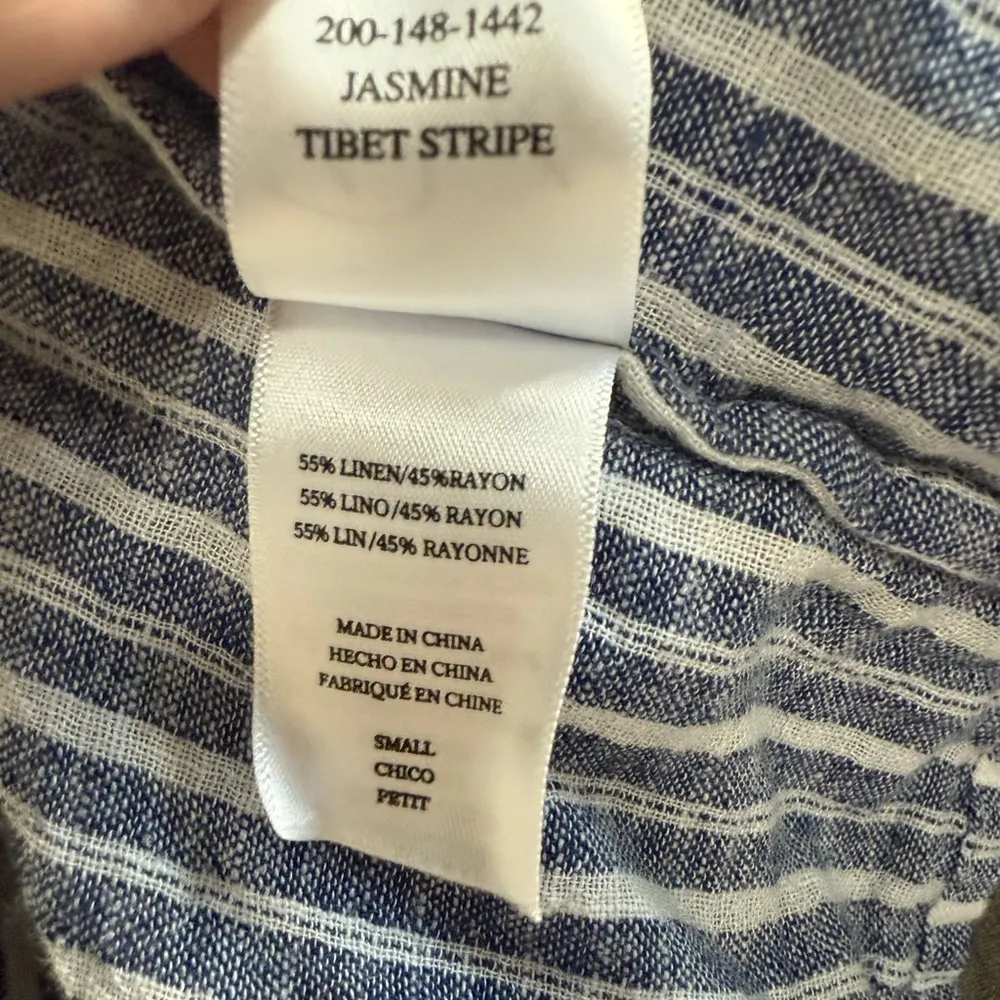 200-148-1442
JASMINE
TIBET STRIPE
55% LINEN/45%RAYON
55% LINO/45% RAYON
55% LIN/45% RAYONNE
MADE IN CHINA
HECHO EN CHINA
FABRIQUÉ EN CHINE
SMALL
CHICO
PETIT